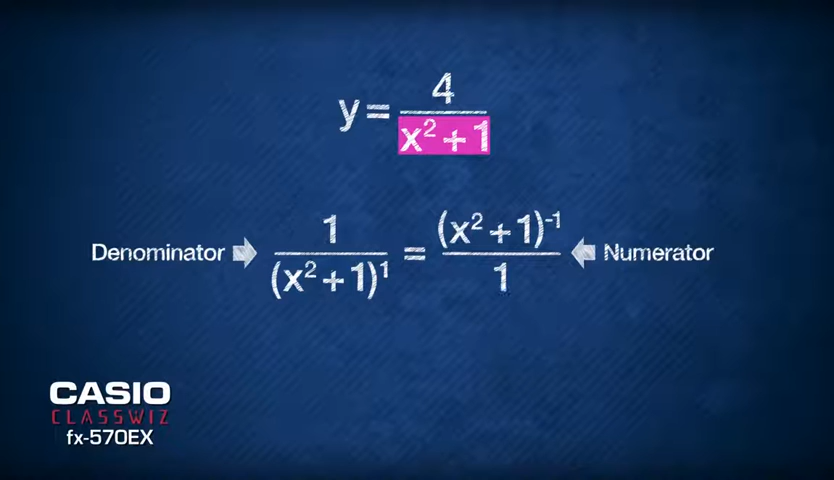 y = 4 / (x² + 1)
Denominator 1 / (x² + 1)¹ = (x² + 1)⁻¹ / 1 Numerator
CASIO
CLASSWIZ
fx-570EX